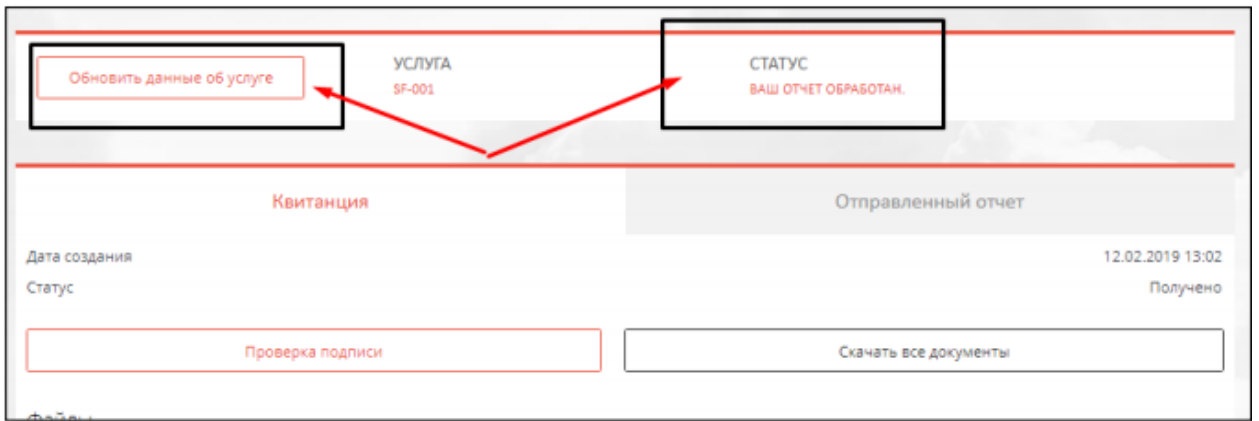 Обновить данные об услуге
УСЛУГА
SF-001
СТАТУС
ВАШ ОТЧЕТ ОБРАБОТАН.
Квитанция
Отправленный отчет
Дата создания
12.02.2019 13:02
Статус
Получено
Проверка подписи
Скачать все документы
Файлы